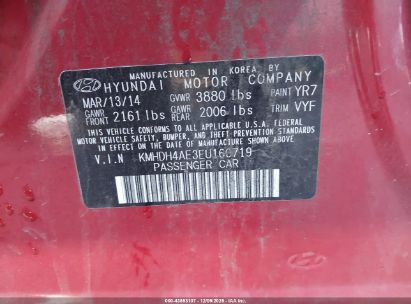 MANUFACTURED IN KOREA BY
HYUNDAI MOTOR COMPANY
MAR/13/14 GVWR 3880 lbs PAINT YR7
GAWR FRONT 2161 lbs GAWR REAR 2006 lbs TRIM VYF
THIS VEHICLE CONFORMS TO ALL APPLICABLE U.S. FEDERAL
MOTOR VEHICLE SAFETY, BUMPER, AND THEFT PREVENTION
STANDARDS IN EFFECT ON THE DATE OF MANUFACTURE
SHOWN ABOVE.
V.I.N KMHDH4AE3EU160719
PASSENGER CAR